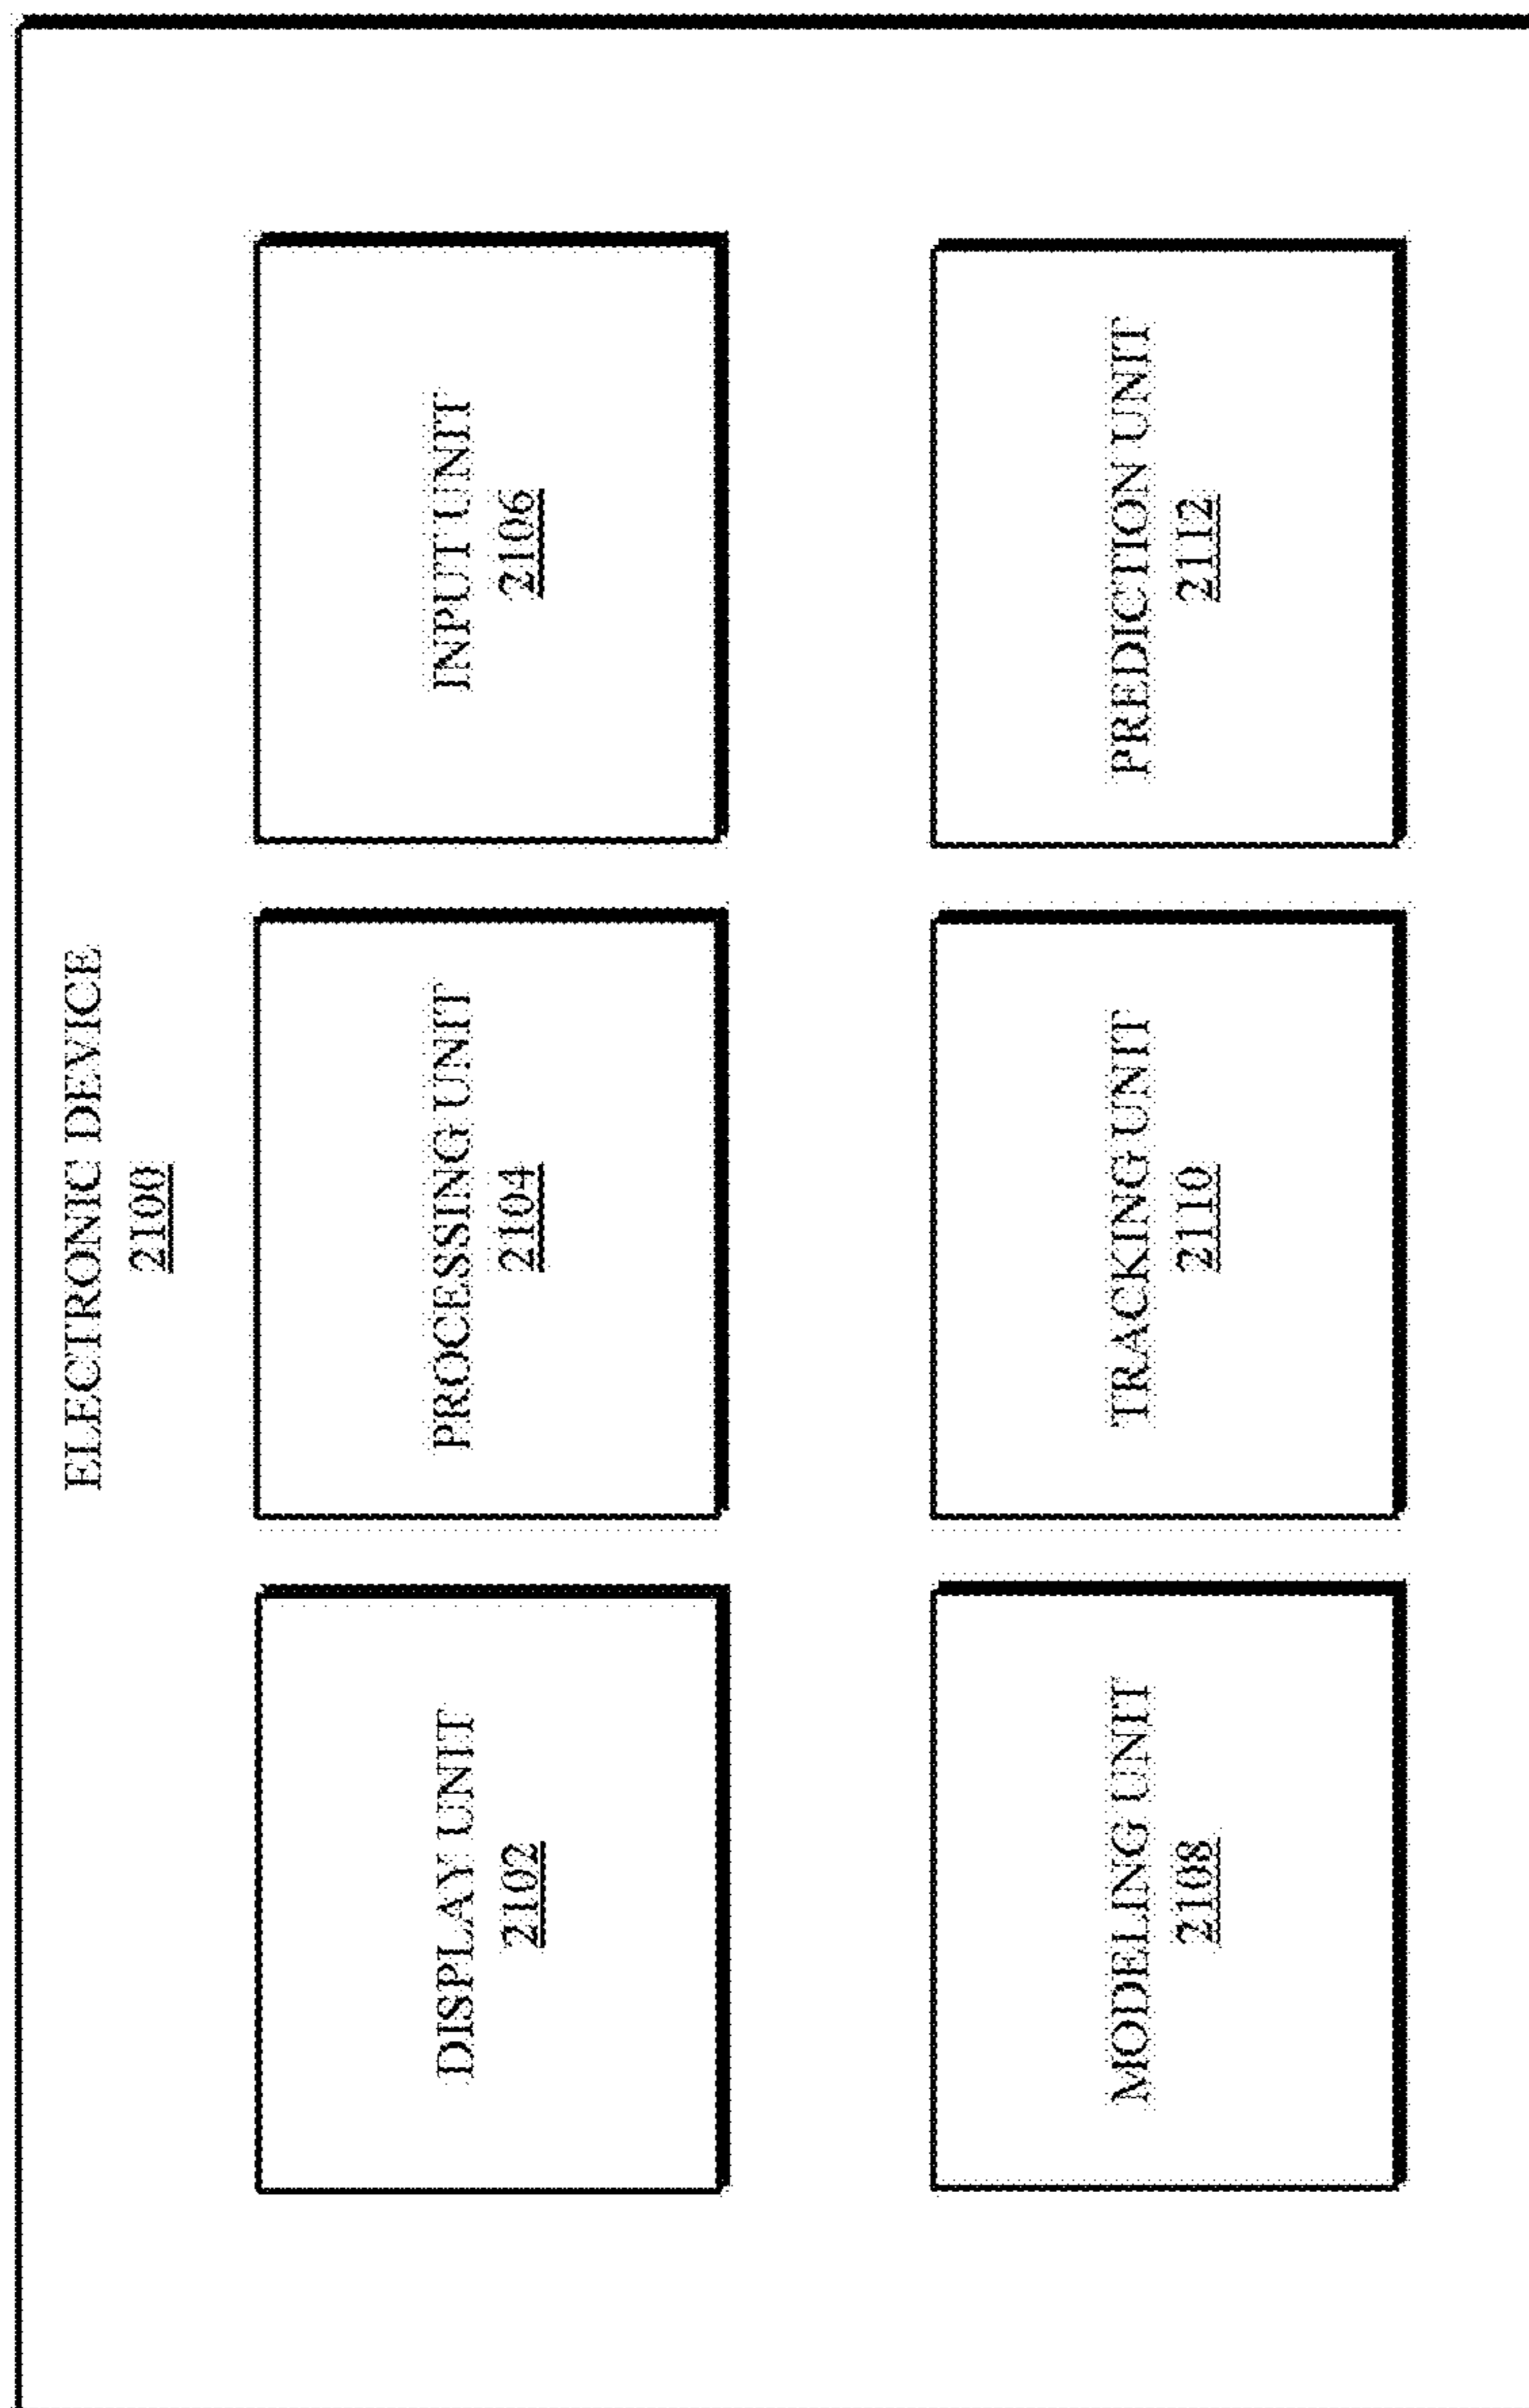 ELECTRONIC DEVICE
2100
DISPLAY UNIT
2102
PROCESSING UNIT
2104
INPUT UNIT
2106
MODELING UNIT
2108
TRACKING UNIT
2110
PREDICTION UNIT
2112